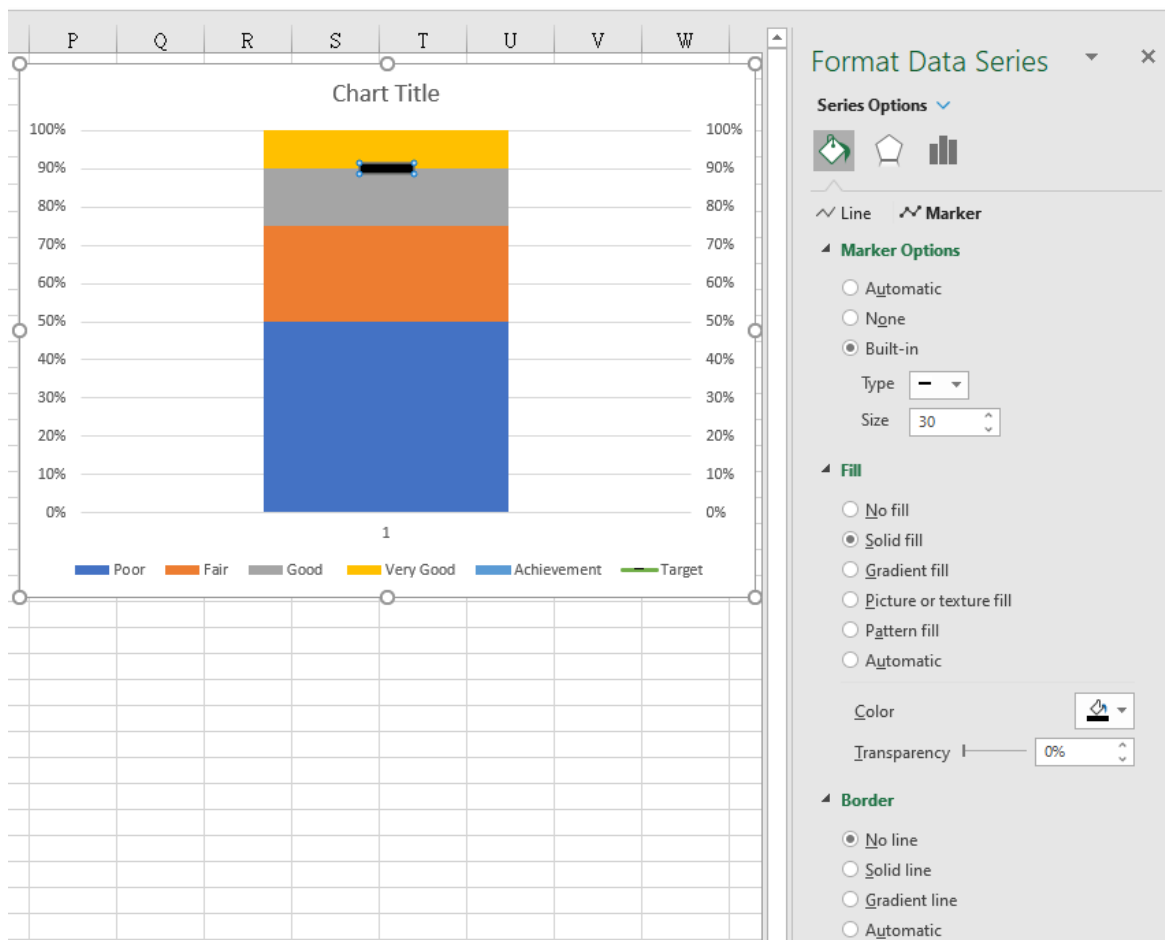 P Q R S T U V W
Chart Title
100% 100%
90% 90%
80% 80%
70% 70%
60% 60%
50% 50%
40% 40%
30% 30%
20% 20%
10% 10%
0% 0%
1
Poor Fair Good Very Good Achievement Target
Format Data Series
Series Options
Line Marker
Marker Options
Automatic
None
Built-in
Type
Size 30
Fill
No fill
Solid fill
Gradient fill
Picture or texture fill
Pattern fill
Automatic
Color
Transparency 0%
Border
No line
Solid line
Gradient line
Automatic